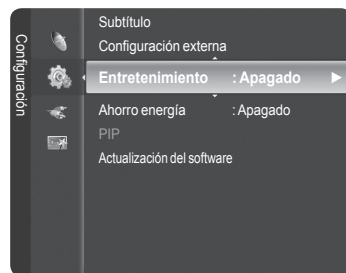 Configuración
Subtítulo
Configuración externa
Entretenimiento : Apagado
Ahorro energía : Apagado
PIP
Actualización del software